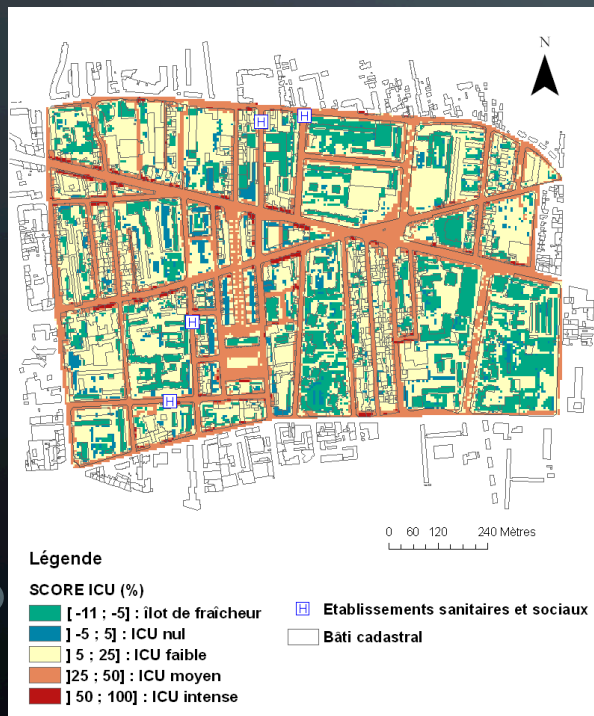 N
H
H
H
H
0 60 120 240 Mètres
Légende
SCORE ICU (%)
[ -11 ; -5] : îlot de fraîcheur
] -5 ; 5] : ICU nul
] 5 ; 25] : ICU faible
]25 ; 50] : ICU moyen
] 50 ; 100] : ICU intense
H Etablissements sanitaires et sociaux
Bâti cadastral